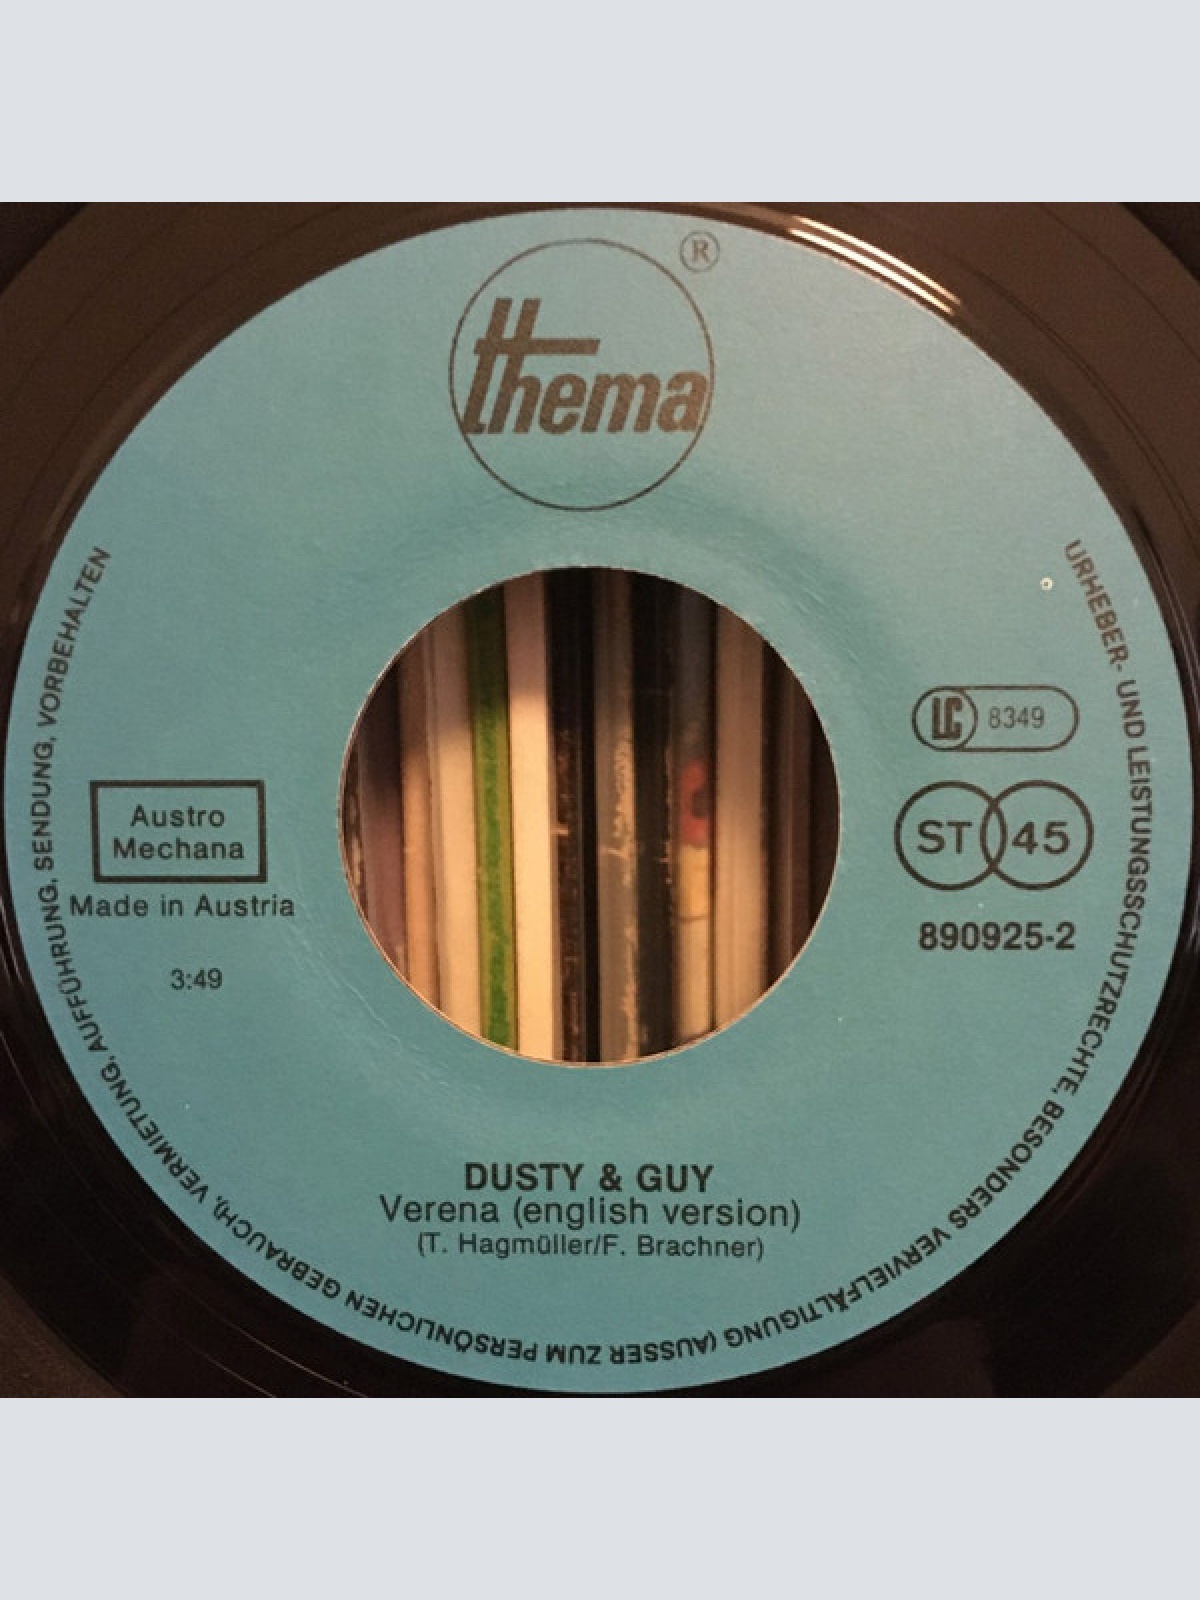 ®
thema
LC 8349
ST 45
890925-2
Austro
Mechana
Made in Austria
3:49
DUSTY & GUY
Verena (english version)
(T. Hagmüller/F. Brachner)
URHEBER- UND LEISTUNGSSCHUTZRECHTE, BESONDERS VERVIELFÄLTIGUNG (AUSSER ZUM PERSÖNLICHEN GEBRAUCH), VERMIETUNG, AUFFÜHRUNG, SENDUNG, VORBEHALTEN